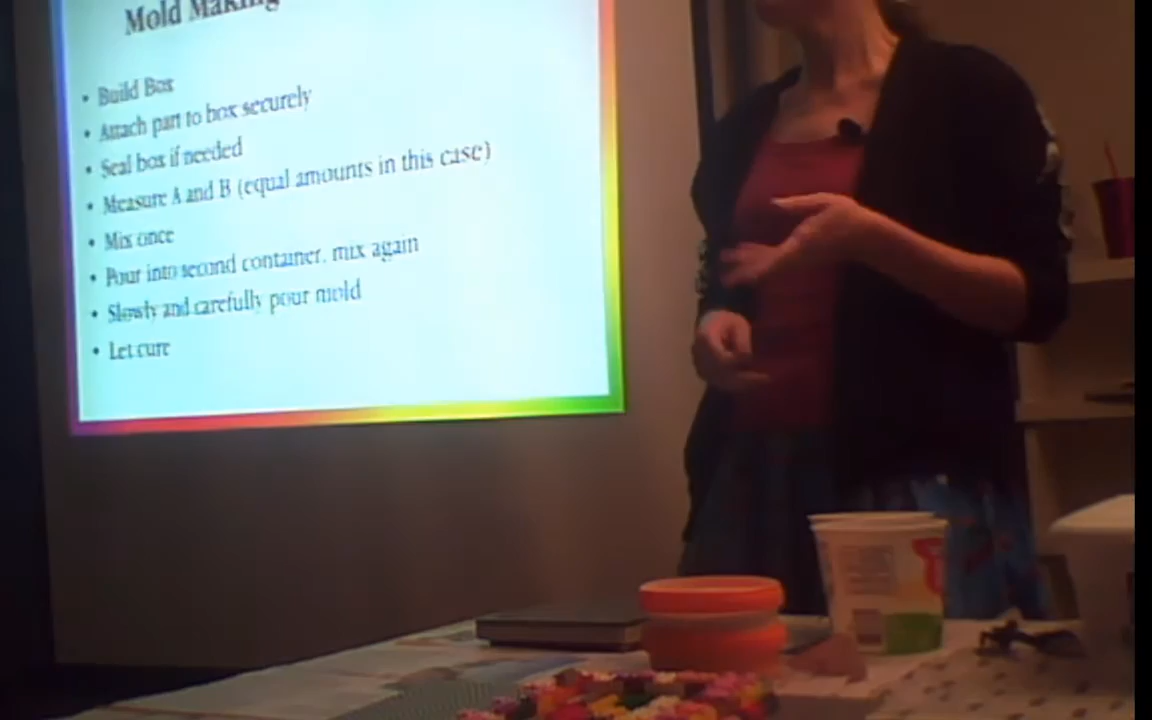 Mold Making
• Build Box
• Attach part to box securely
• Seal box if needed
• Measure A and B (equal amounts in this case)
• Mix once
• Pour into second container, mix again
• Slowly and carefully pour mold
• Let cure